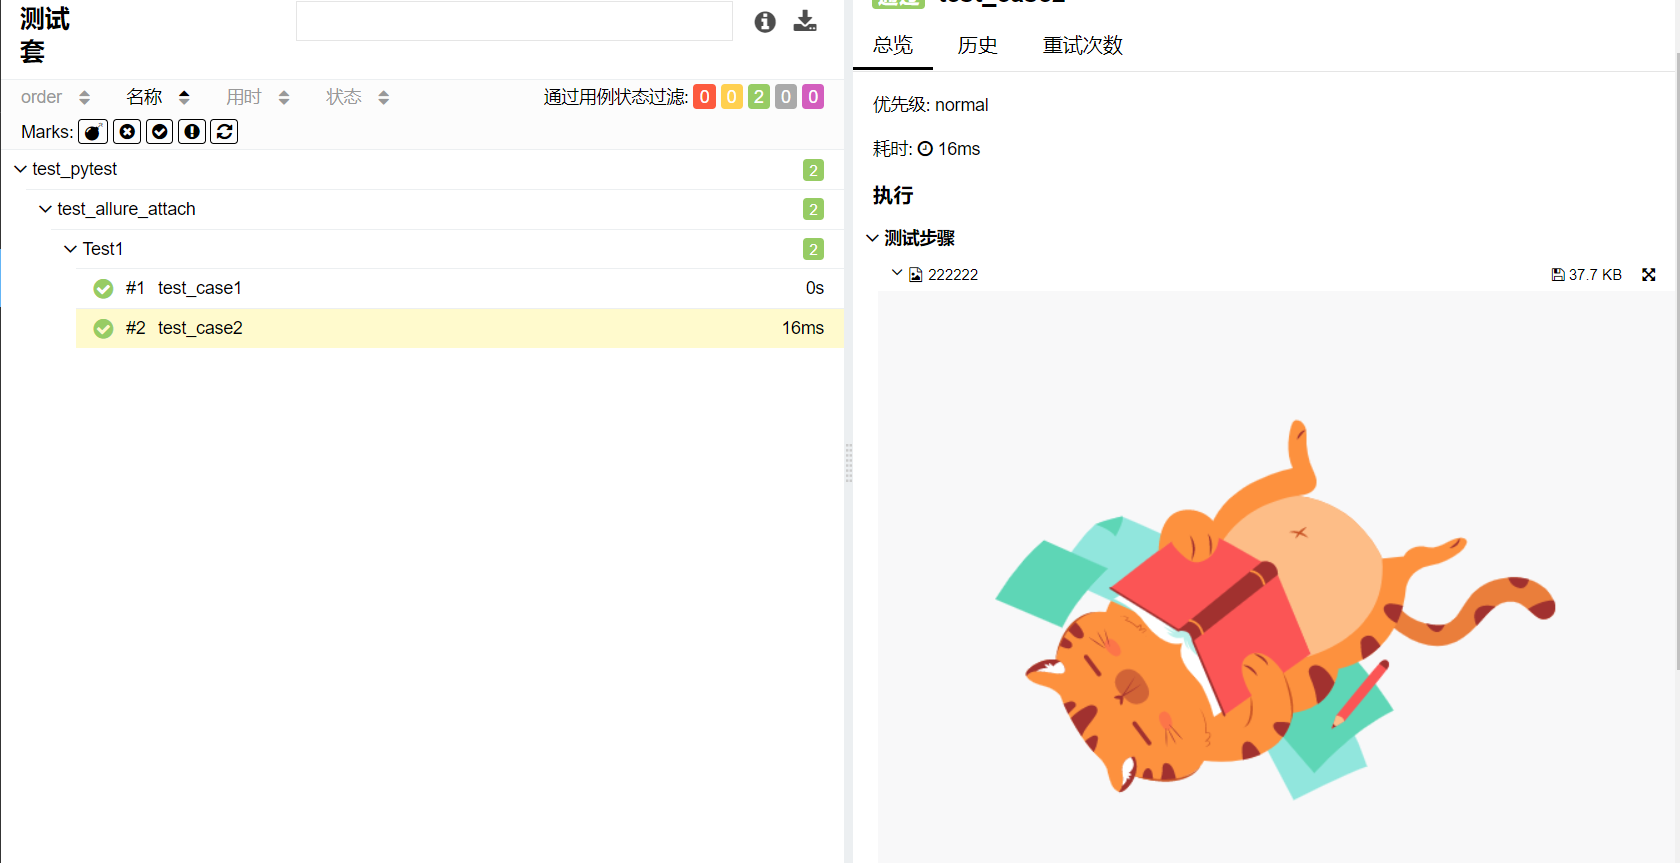 测试
套
order 名称 用时 状态 通过用例状态过滤: 0 0 2 0 0
Marks:
test_pytest 2
test_allure_attach 2
Test1 2
#1 test_case1 0s
#2 test_case2 16ms
通过 test_case2
总览 历史 重试次数
优先级: normal
耗时: 16ms
执行
测试步骤
222222 37.7 KB